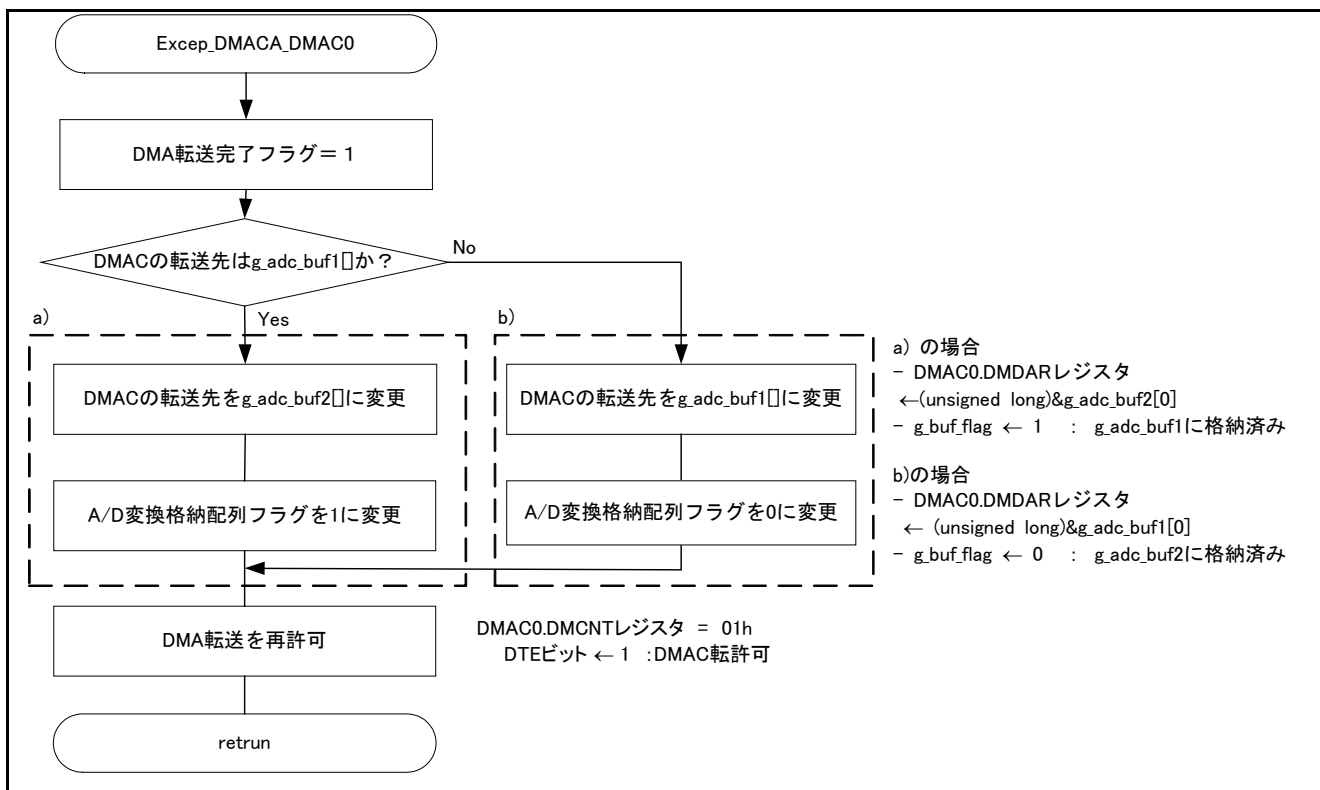 Excep_DMACA_DMAC0
DMA転送完了フラグ＝１
DMACの転送先はg_adc_buf1[]か？
No
Yes
a)
DMACの転送先をg_adc_buf2[]に変更
A/D変換格納配列フラグを1に変更
b)
DMACの転送先をg_adc_buf1[]に変更
A/D変換格納配列フラグを0に変更
a) の場合
- DMAC0.DMDARレジスタ
←(unsigned long)&g_adc_buf2[0]
- g_buf_flag ← 1 : g_adc_buf1に格納済み
b)の場合
- DMAC0.DMDARレジスタ
← (unsigned long)&g_adc_buf1[0]
- g_buf_flag ← 0 : g_adc_buf2に格納済み
DMA転送を再許可
DMAC0.DMCNTレジスタ = 01h
DTEビット ← 1 :DMAC転許可
retrun